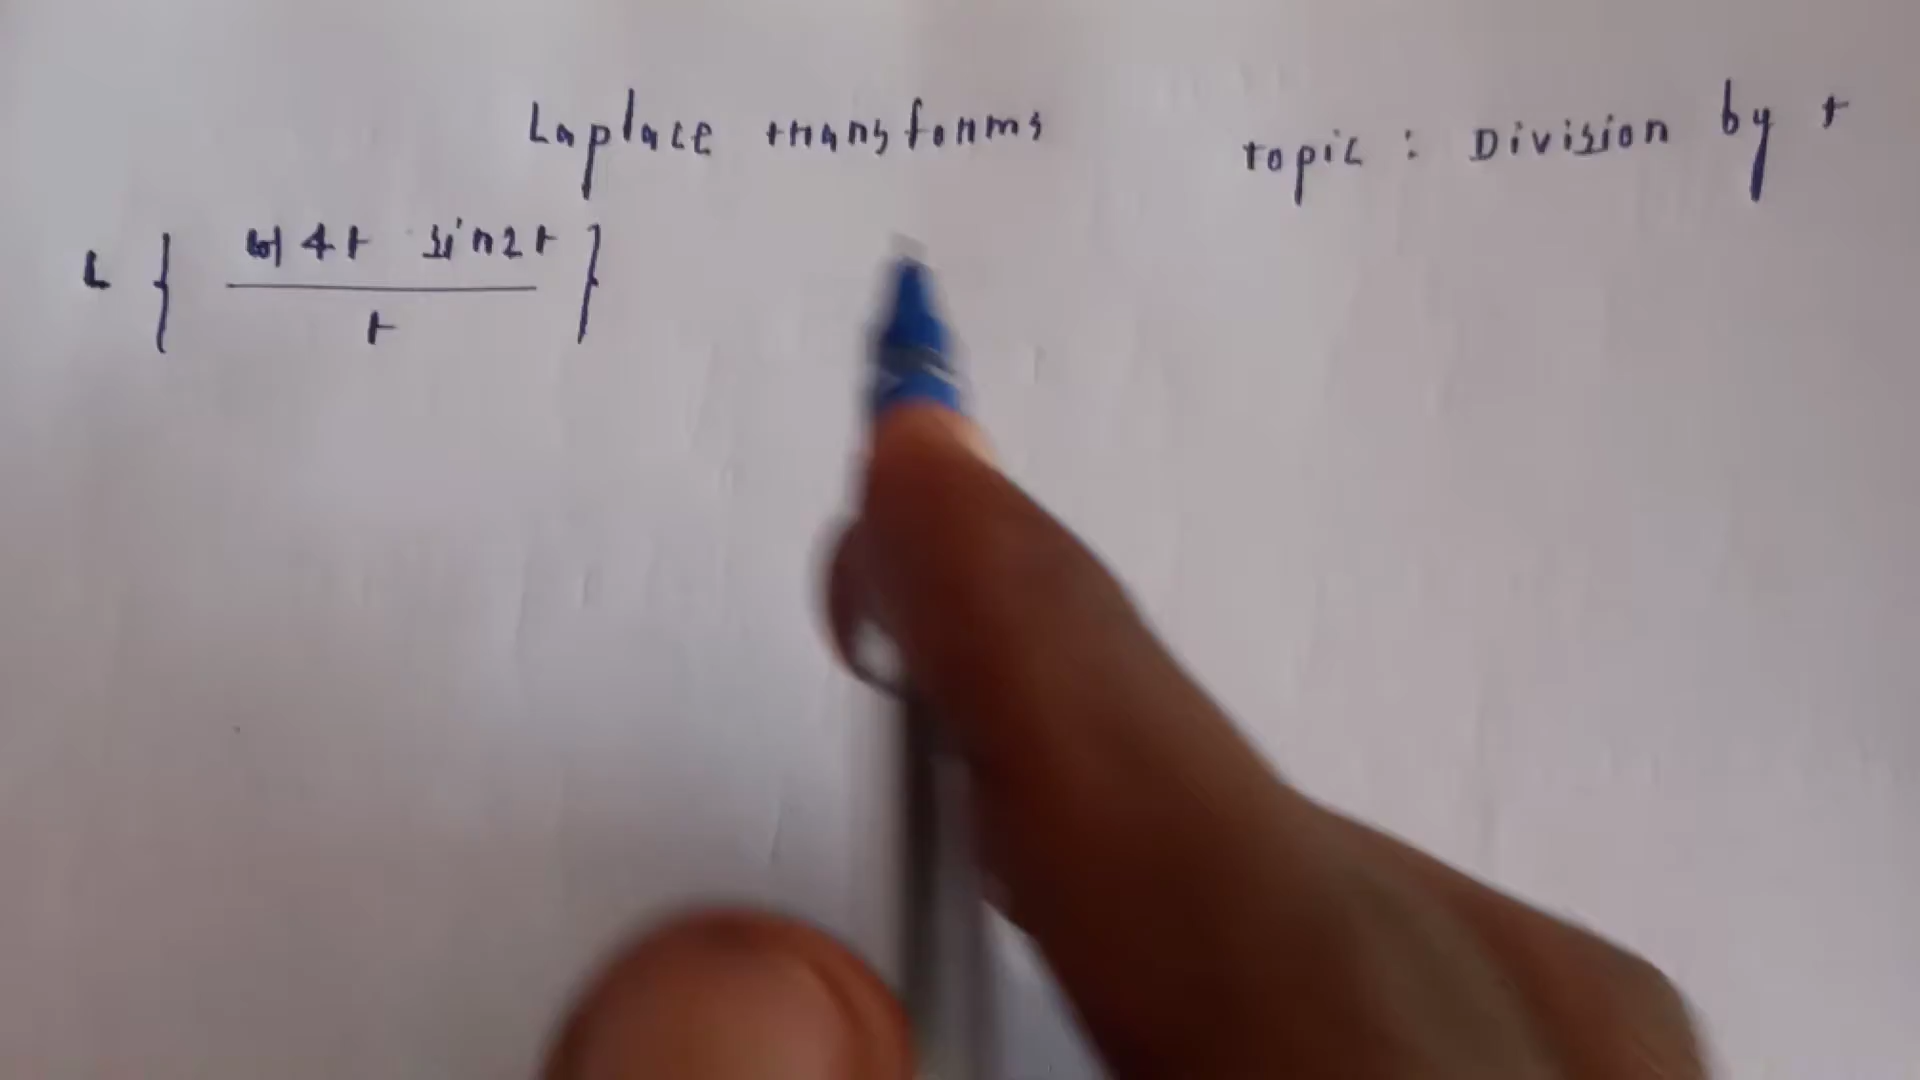 Laplace transforms topic : Division by t
L { cos 4t sin 2t / t }